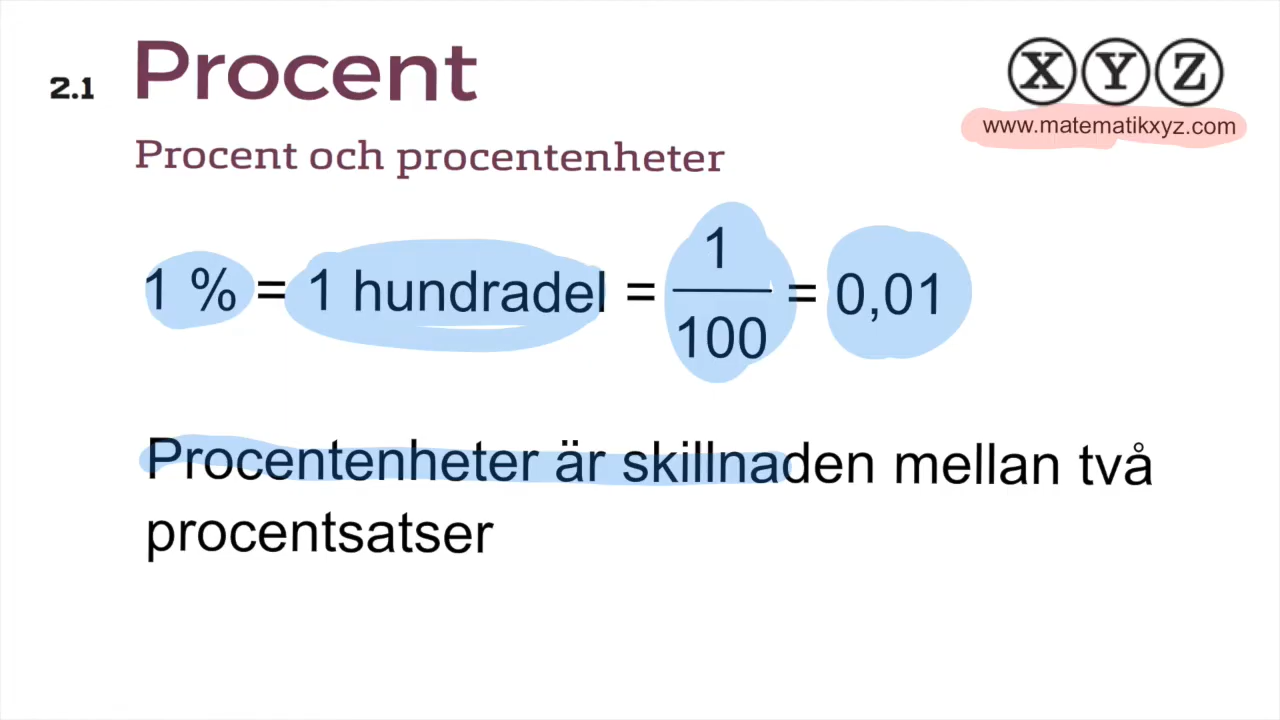 2.1 Procent
X Y Z
www.matematikxyz.com
Procent och procentenheter
1 % = 1 hundradel = 1/100 = 0,01
Procentenheter är skillnaden mellan två
procentsatser